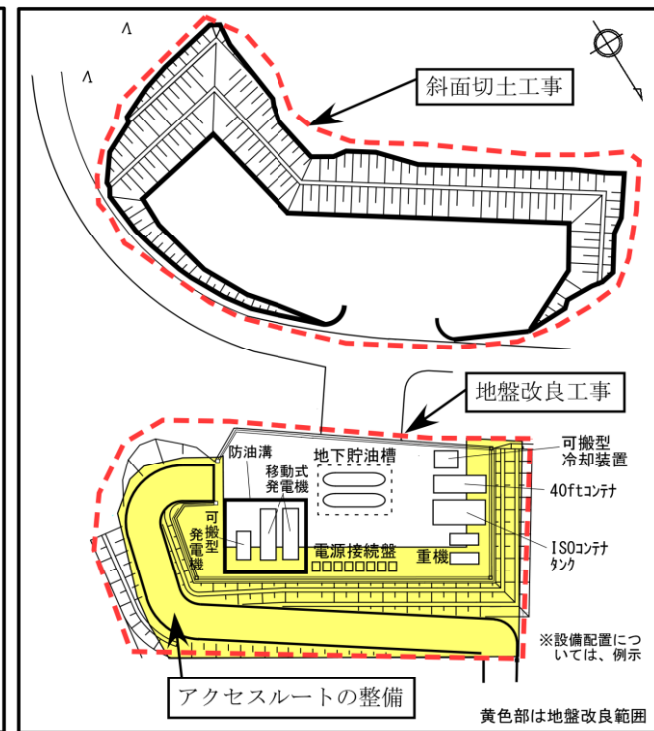 斜面切土工事
地盤改良工事
防油溝
移動式
発電機
地下貯油槽
可搬型
冷却装置
40ftコンテナ
ISOコンテナ
タンク
可搬型
発電機
電源接続盤
重機
※設備配置につ
いては、例示
アクセスルートの整備
黄色部は地盤改良範囲